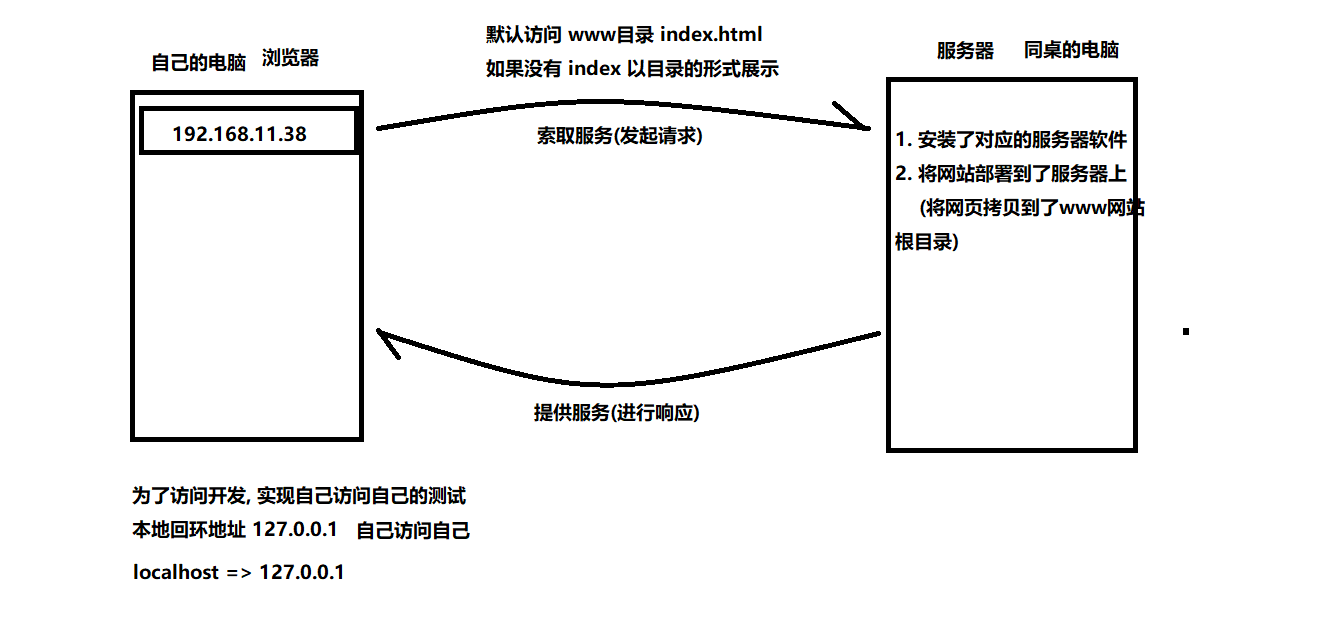 默认访问 www目录 index.html
如果没有 index 以目录的形式展示
自己的电脑 浏览器
服务器 同桌的电脑
192.168.11.38
索取服务(发起请求)
1. 安装了对应的服务器软件
2. 将网站部署到了服务器上
(将网页拷贝到了www网站
根目录)
提供服务(进行响应)
为了访问开发, 实现自己访问自己的测试
本地回环地址 127.0.0.1 自己访问自己
localhost => 127.0.0.1